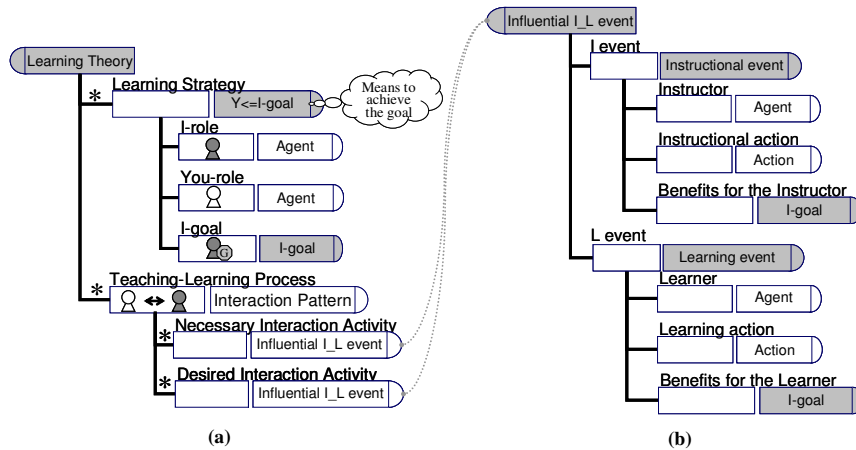 Learning Theory
*
Learning Strategy
Y<=I-goal
Means to
achieve
the goal
I-role
Agent
You-role
Agent
I-goal
G
I-goal
*
Teaching-Learning Process
Interaction Pattern
Necessary Interaction Activity
*
Influential I_L event
Desired Interaction Activity
*
Influential I_L event
(a)
Influential I_L event
I event
Instructional event
Instructor
Agent
Instructional action
Action
Benefits for the Instructor
I-goal
L event
Learning event
Learner
Agent
Learning action
Action
Benefits for the Learner
I-goal
(b)